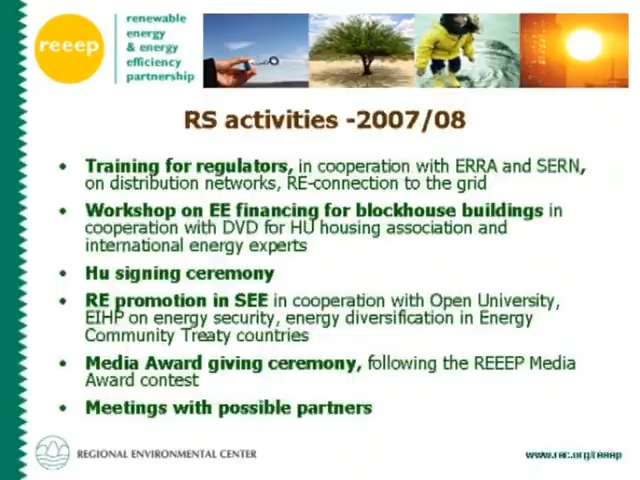 reeep
renewable
energy
& energy
efficiency
partnership
RS activities -2007/08
• Training for regulators, in cooperation with ERRA and SERN,
on distribution networks, RE-connection to the grid
• Workshop on EE financing for blockhouse buildings in
cooperation with DVD for HU housing association and
international energy experts
• Hu signing ceremony
• RE promotion in SEE in cooperation with Open University,
EIHP on energy security, energy diversification in Energy
Community Treaty countries
• Media Award giving ceremony, following the REEEP Media
Award contest
• Meetings with possible partners
REGIONAL ENVIRONMENTAL CENTER
www.rec.org/reeep